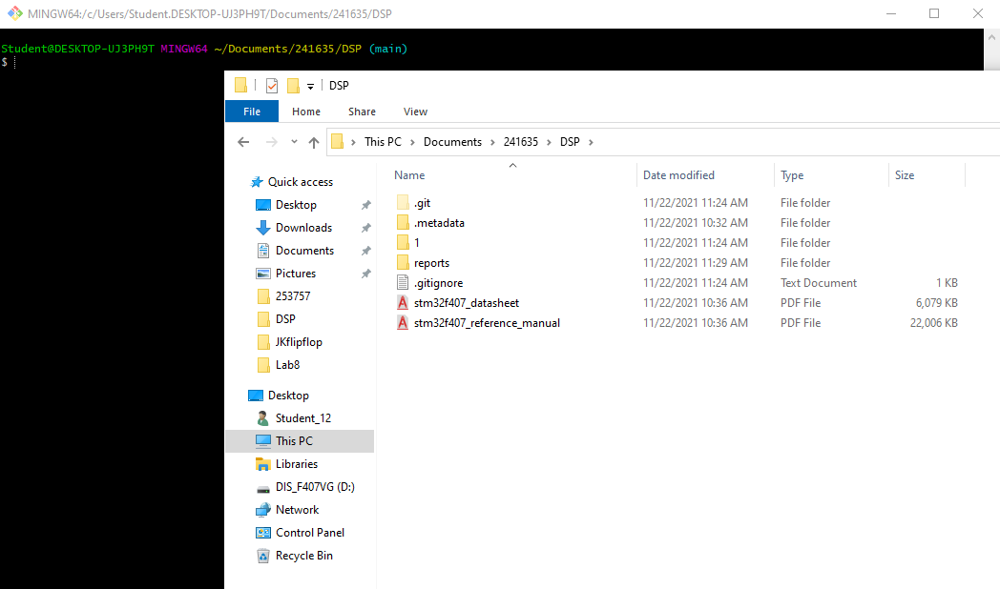 MINGW64:/c/Users/Student.DESKTOP-UJ3PH9T/Documents/241635/DSP
Student@DESKTOP-UJ3PH9T MINGW64 ~/Documents/241635/DSP (main)
$
DSP
File Home Share View
This PC > Documents > 241635 > DSP >
Quick access
Desktop
Downloads
Documents
Pictures
253757
DSP
JKflipflop
Lab8
Desktop
Student_12
This PC
Libraries
DIS_F407VG (D:)
Network
Control Panel
Recycle Bin
Name Date modified Type Size
.git 11/22/2021 11:24 AM File folder
.metadata 11/22/2021 10:32 AM File folder
1 11/22/2021 11:24 AM File folder
reports 11/22/2021 11:29 AM File folder
.gitignore 11/22/2021 11:24 AM Text Document 1 KB
stm32f407_datasheet 11/22/2021 10:36 AM PDF File 6,079 KB
stm32f407_reference_manual 11/22/2021 10:36 AM PDF File 22,006 KB